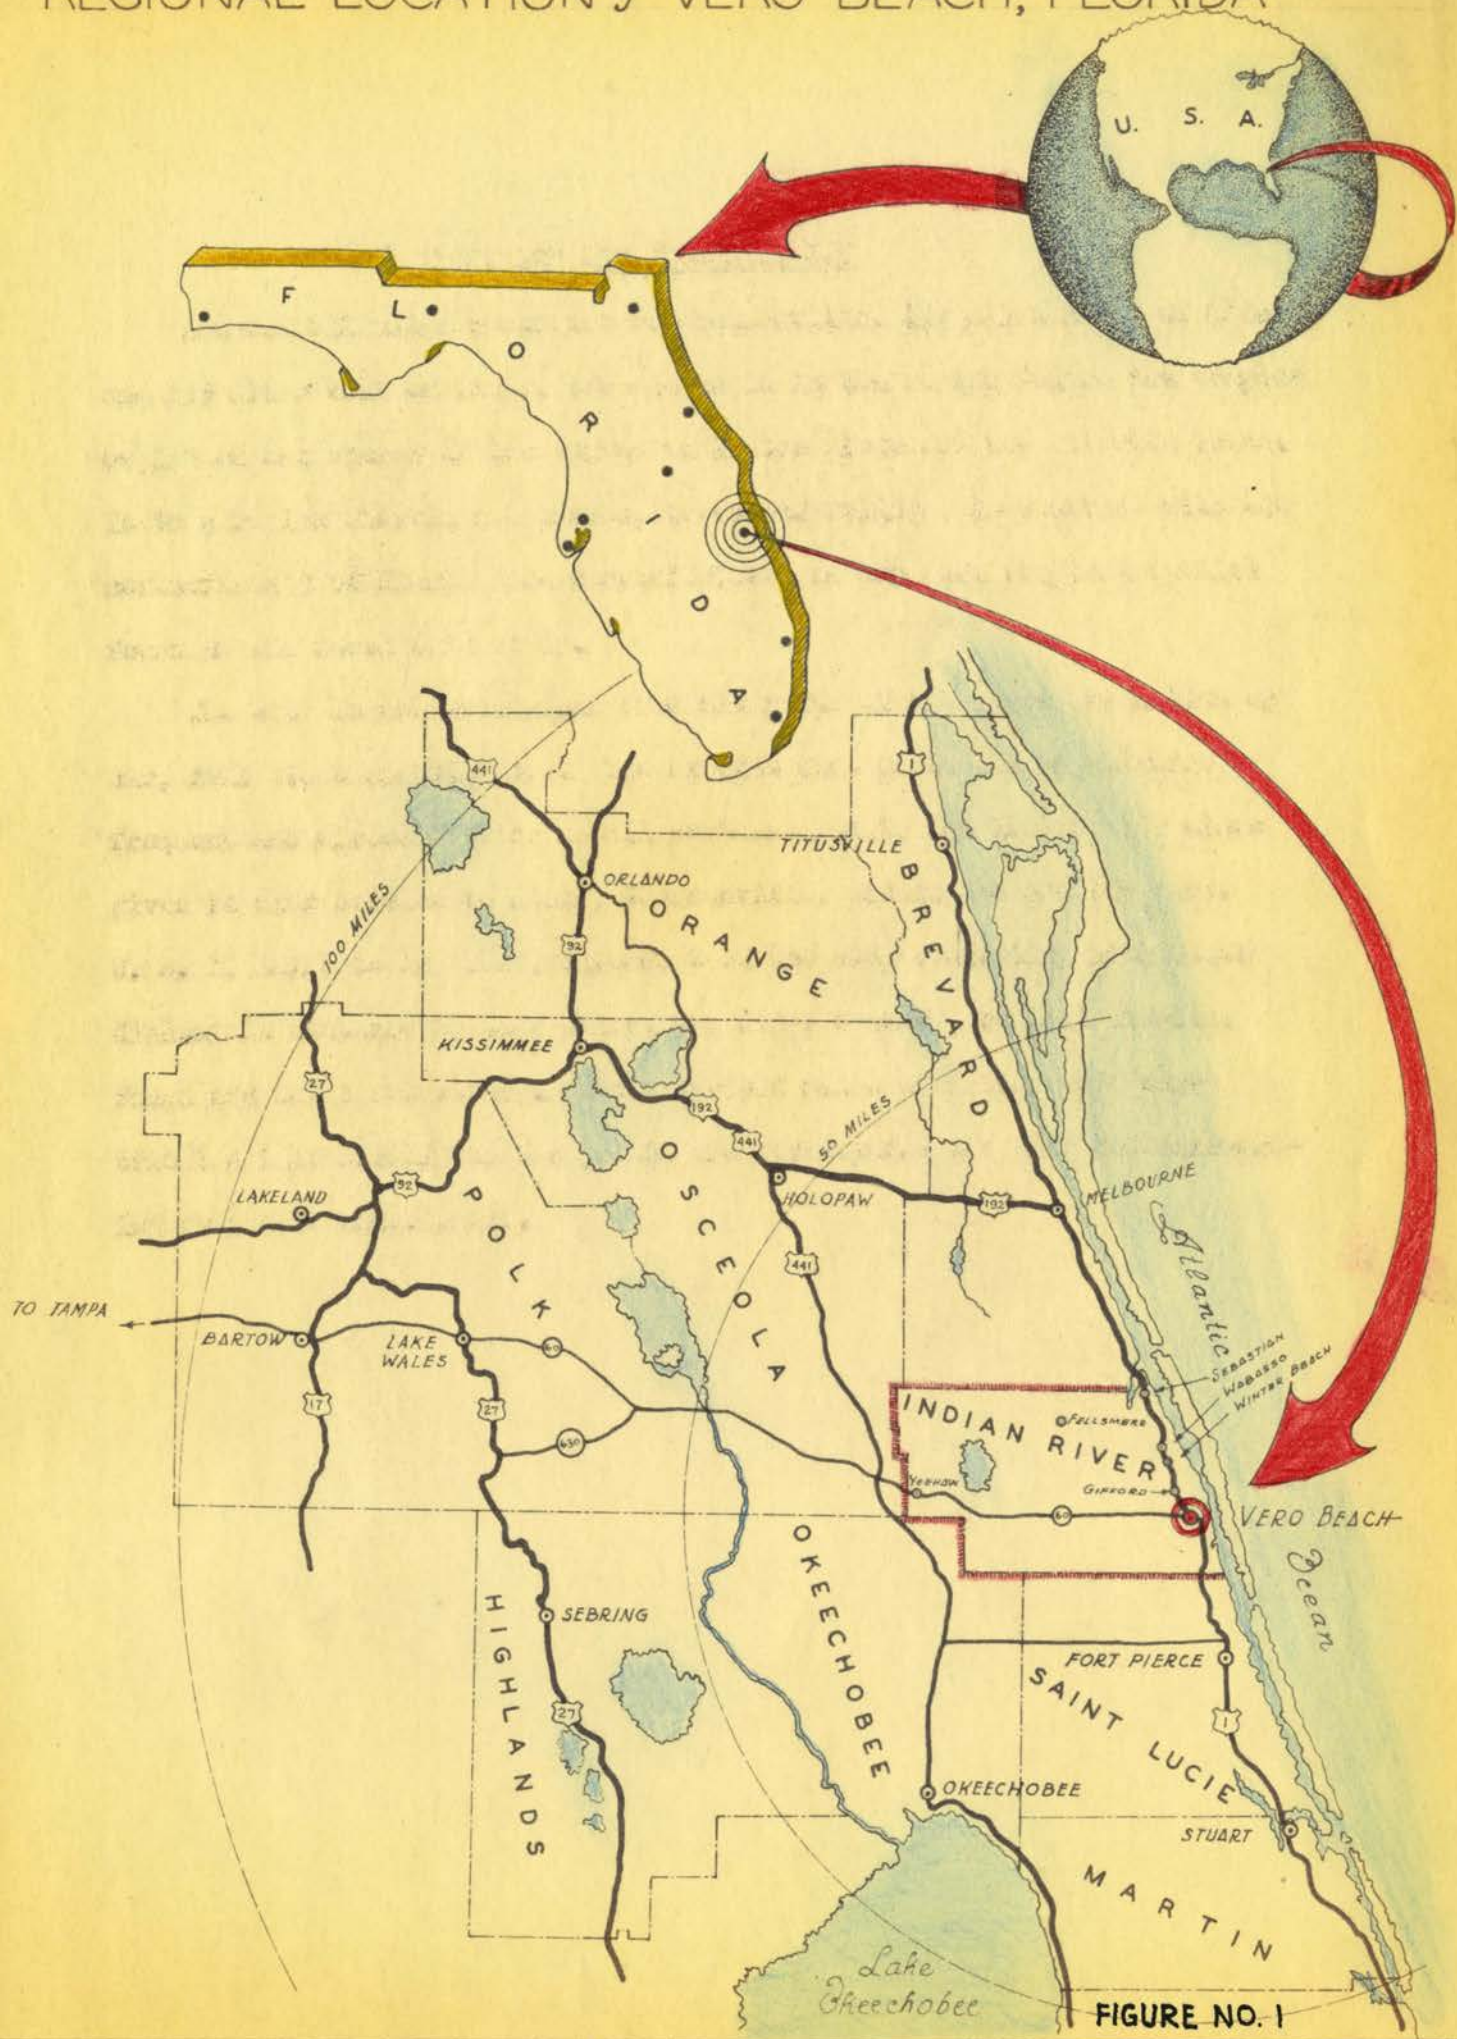 REGIONAL LOCATION of VERO BEACH, FLORIDA
U. S. A.
F L O R I D A
441
1
TITUSVILLE
ORLANDO
ORANGE
BREVARD
100 MILES
92
KISSIMMEE
27
192
441
50 MILES
OSCEOLA
POLK
92
LAKELAND
HOLOPAW
192
MELBOURNE
441
Atlantic
Ocean
TO TAMPA
BARTOW
LAKE
WALES
60
17
27
630
SEBASTIAN
WABASSO
WINTER BEACH
INDIAN RIVER
FELLSMERE
YEEHAW
GIFFORD
60
VERO BEACH
OKEECHOBEE
HIGHLANDS
SEBRING
27
FORT PIERCE
SAINT LUCIE
1
OKEECHOBEE
STUART
MARTIN
Lake
Okeechobee
FIGURE NO. 1